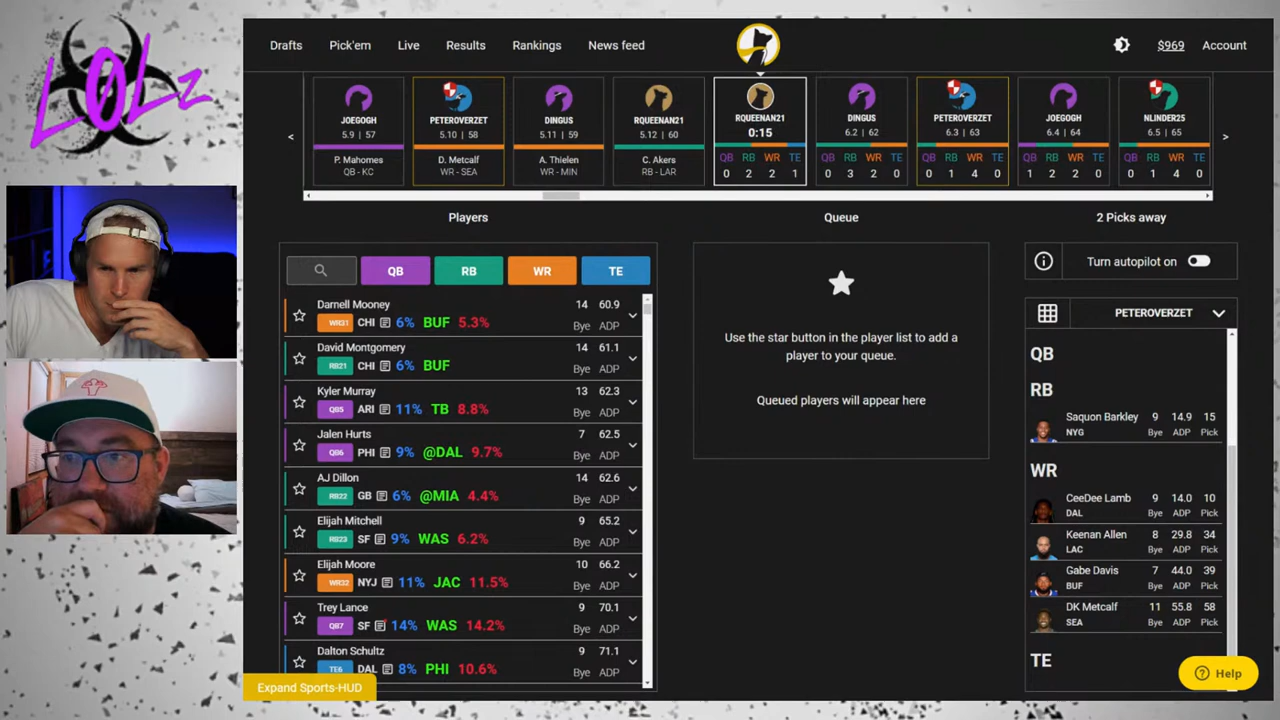 LOLz
Drafts Pick'em Live Results Rankings News feed $969 Account
< JOEGOGH PETEROVERZET DINGUS RQUEENAN21 RQUEENAN21 DINGUS PETEROVERZET JOEGOGH NLINDER25 >
5.9 | 57 5.10 | 58 5.11 | 59 5.12 | 60 0:15 6.2 | 62 6.3 | 63 6.4 | 64 6.5 | 65
P. Mahomes D. Metcalf A. Thielen C. Akers QB RB WR TE QB RB WR TE QB RB WR TE QB RB WR TE QB RB WR TE
QB - KC WR - SEA WR - MIN RB - LAR 0 2 2 1 0 3 2 0 0 1 4 0 1 2 2 0 0 1 4 0
Players Queue 2 Picks away
QB RB WR TE
Turn autopilot on
Darnell Mooney 14 60.9
WR31 CHI 6% BUF 5.3% Bye ADP
David Montgomery 14 61.1
RB21 CHI 6% BUF Bye ADP
Kyler Murray 13 62.3
QB5 ARI 11% TB 8.8% Bye ADP
Jalen Hurts 7 62.5
QB6 PHI 9% @DAL 9.7% Bye ADP
AJ Dillon 14 62.6
RB22 GB 6% @MIA 4.4% Bye ADP
Elijah Mitchell 9 65.2
RB23 SF 9% WAS 6.2% Bye ADP
Elijah Moore 10 66.2
WR32 NYJ 11% JAC 11.5% Bye ADP
Trey Lance 9 70.1
QB7 SF 14% WAS 14.2% Bye ADP
Dalton Schultz 9 71.1
TE6 DAL 8% PHI 10.6% Bye ADP
Expand Sports-HUD
Use the star button in the player list to add a
player to your queue.
Queued players will appear here
PETEROVERZET
QB
RB
Saquon Barkley 9 14.9 15
NYG Bye ADP Pick
WR
CeeDee Lamb 9 14.0 10
DAL Bye ADP Pick
Keenan Allen 8 29.8 34
LAC Bye ADP Pick
Gabe Davis 7 44.0 39
BUF Bye ADP Pick
DK Metcalf 11 55.8 58
SEA Bye ADP Pick
TE
Help